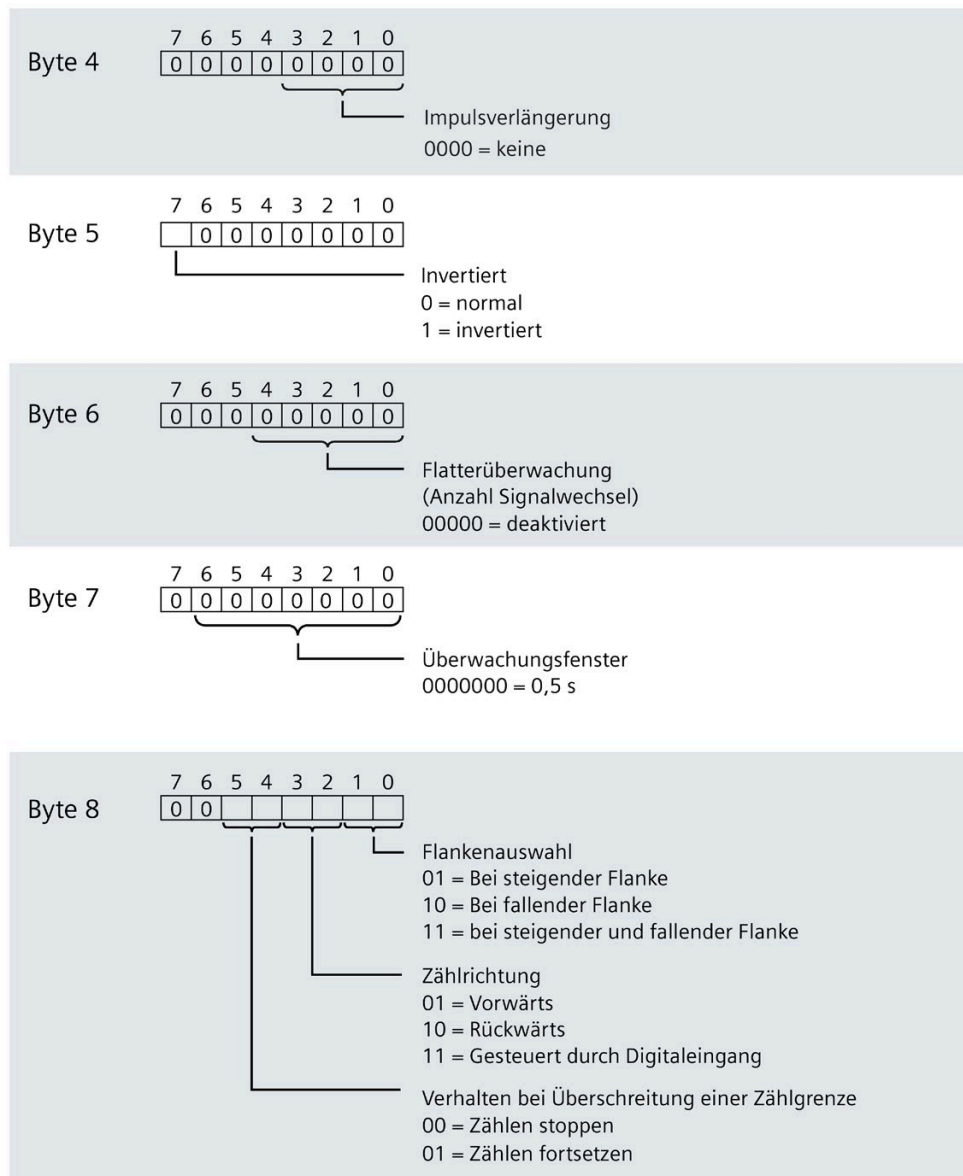 7 6 5 4 3 2 1 0
Byte 4
0 0 0 0 0 0 0 0
Impulsverlängerung
0000 = keine
7 6 5 4 3 2 1 0
Byte 5
0 0 0 0 0 0 0
Invertiert
0 = normal
1 = invertiert
7 6 5 4 3 2 1 0
Byte 6
0 0 0 0 0 0 0 0
Flatterüberwachung
(Anzahl Signalwechsel)
00000 = deaktiviert
7 6 5 4 3 2 1 0
Byte 7
0 0 0 0 0 0 0 0
Überwachungsfenster
0000000 = 0,5 s
7 6 5 4 3 2 1 0
Byte 8
0 0
Flankenauswahl
01 = Bei steigender Flanke
10 = Bei fallender Flanke
11 = bei steigender und fallender Flanke
Zählrichtung
01 = Vorwärts
10 = Rückwärts
11 = Gesteuert durch Digitaleingang
Verhalten bei Überschreitung einer Zählgrenze
00 = Zählen stoppen
01 = Zählen fortsetzen